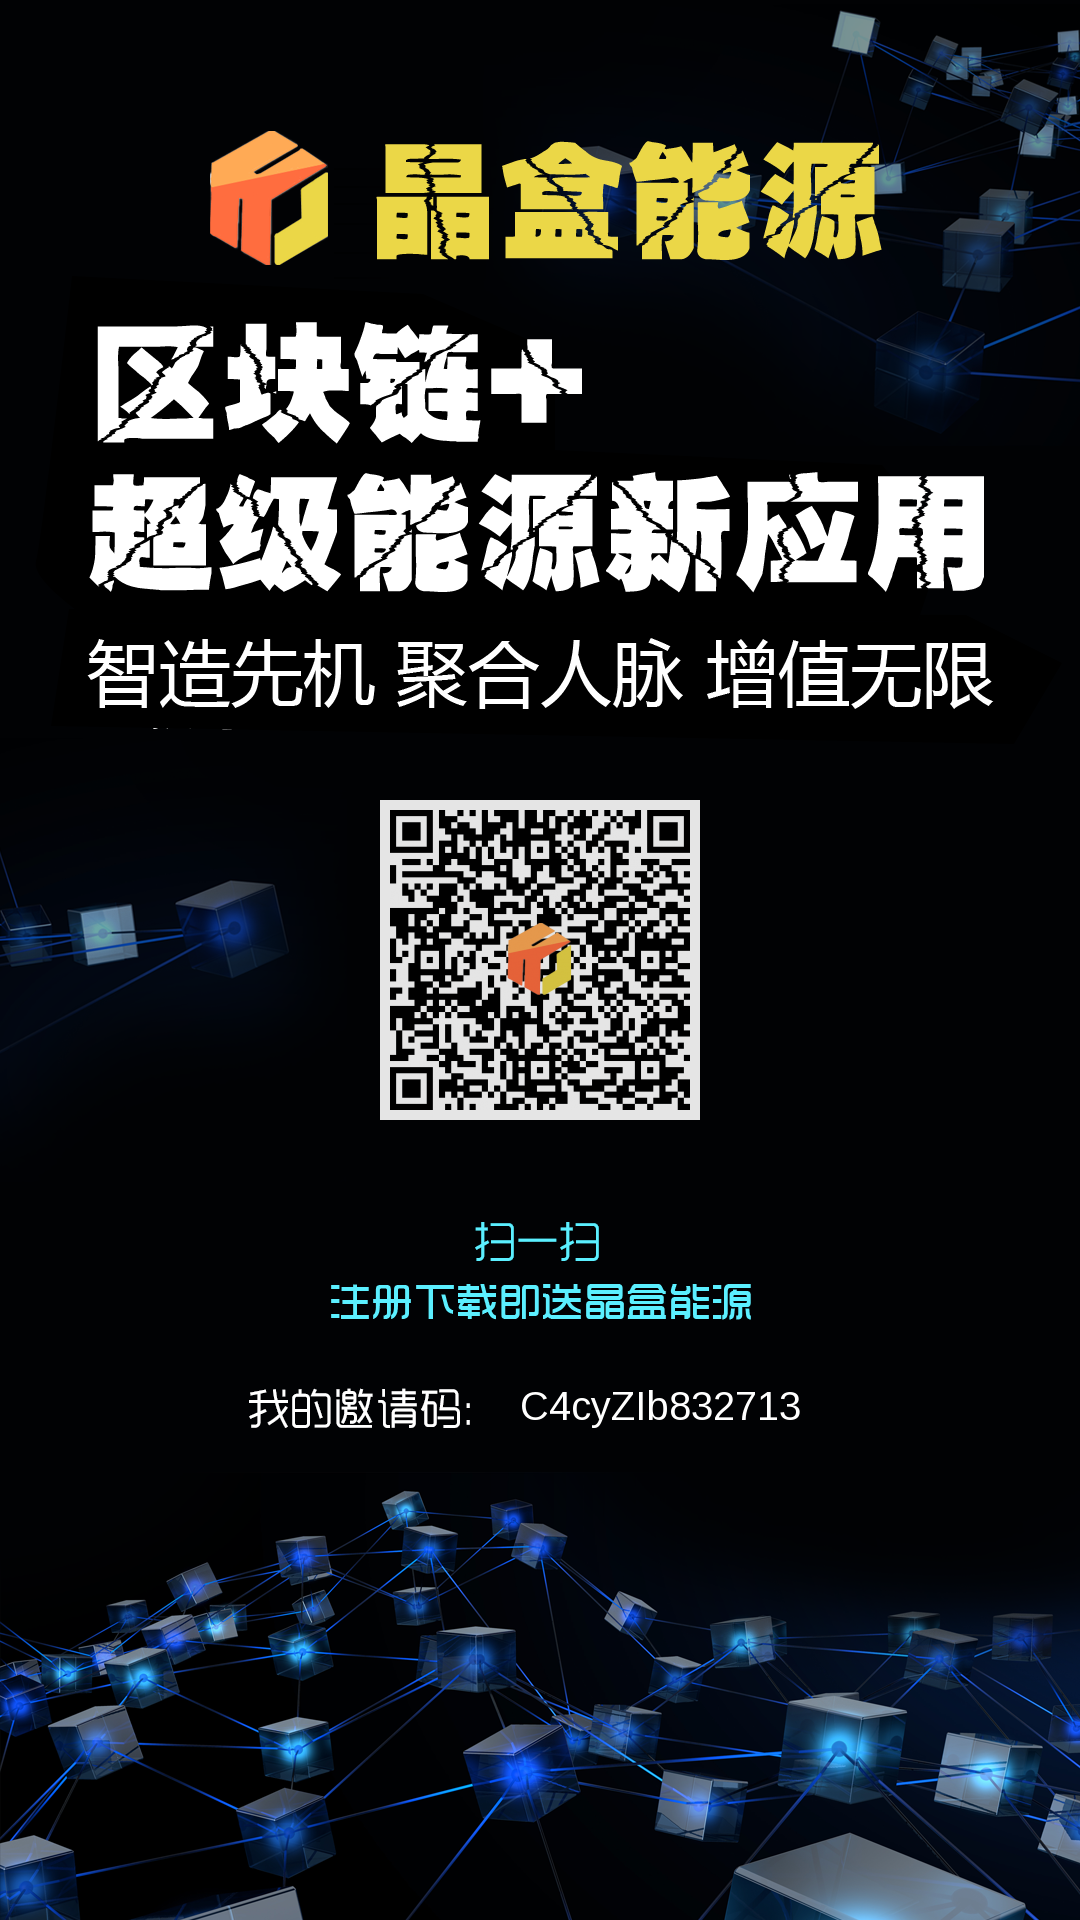 晶盒能源
区块链+
超级能源新应用
智造先机 聚合人脉 增值无限
扫一扫
注册下载即送晶盒能源
我的邀请码: C4cyZIb832713